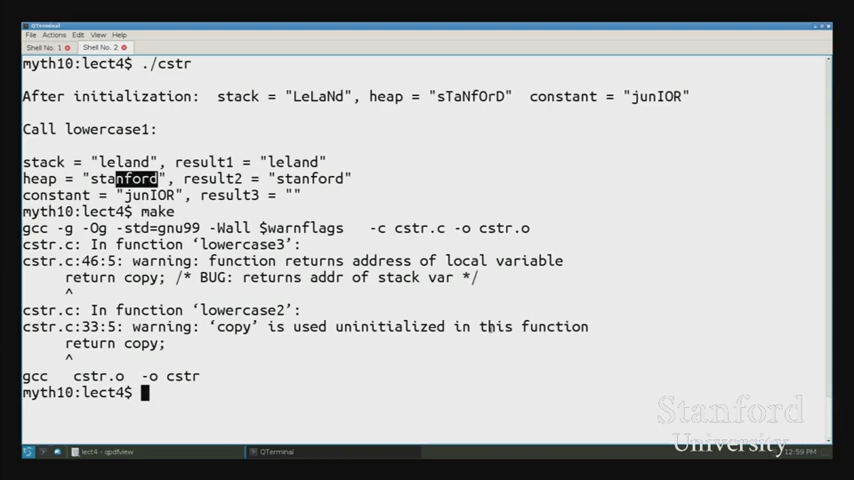 QTerminal
File Actions Edit View Help
Shell No. 1 Shell No. 2
myth10:lect4$ ./cstr
After initialization: stack = "LeLaNd", heap = "sTaNfOrD" constant = "junIOR"
Call lowercase1:
stack = "leland", result1 = "leland"
heap = "stanford", result2 = "stanford"
constant = "junIOR", result3 = ""
myth10:lect4$ make
gcc -g -Og -std=gnu99 -Wall $warnflags -c cstr.c -o cstr.o
cstr.c: In function ‘lowercase3’:
cstr.c:46:5: warning: function returns address of local variable
return copy; /* BUG: returns addr of stack var */
^
cstr.c: In function ‘lowercase2’:
cstr.c:33:5: warning: ‘copy’ is used uninitialized in this function
return copy;
^
gcc cstr.o -o cstr
myth10:lect4$
Stanford
University
lect4 - qpdfview QTerminal 12:59 PM